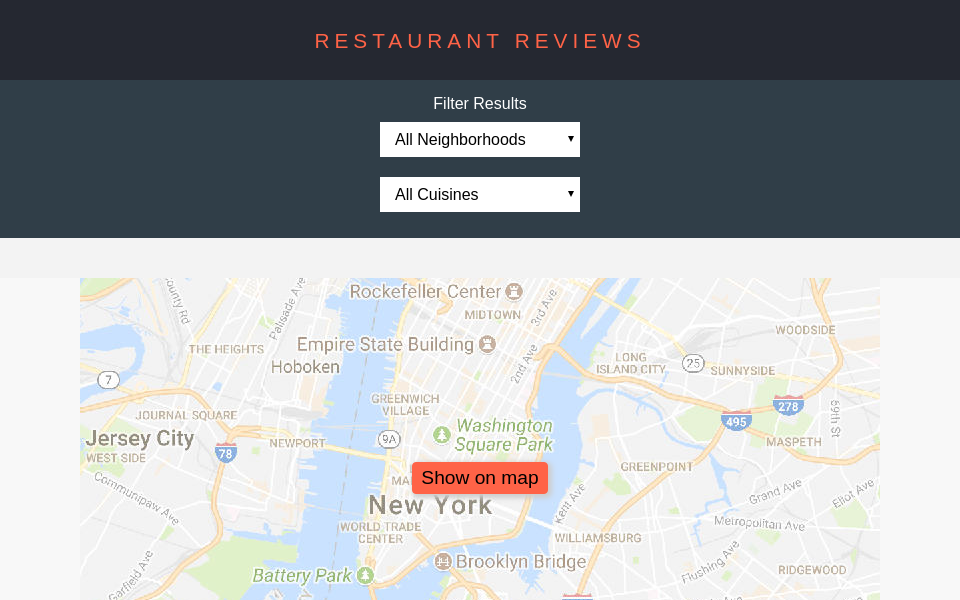 RESTAURANT REVIEWS
Filter Results
All Neighborhoods
All Cuisines
Rockefeller Center
MIDTOWN
3rd Ave
ounty Rd
Palisade Ave
WOODSIDE
THE HEIGHTS
Empire State Building
2nd Ave
Hoboken
LONG
ISLAND CITY
25
SUNNYSIDE
7
GREENWICH
VILLAGE
278
JOURNAL SQUARE
495
69th St
Washington
Square Park
Jersey City
9A
NEWPORT
78
MASPETH
WEST SIDE
GREENPOINT
Show on map
MA
Communipaw Ave
New York
Kent Ave
Grand Ave
Eliot Ave
WORLD TRADE
CENTER
Metropolitan Ave
WILLIAMSBURG
Brooklyn Bridge
Flushing Ave
RIDGEWOOD
Battery Park
Garfield Ave